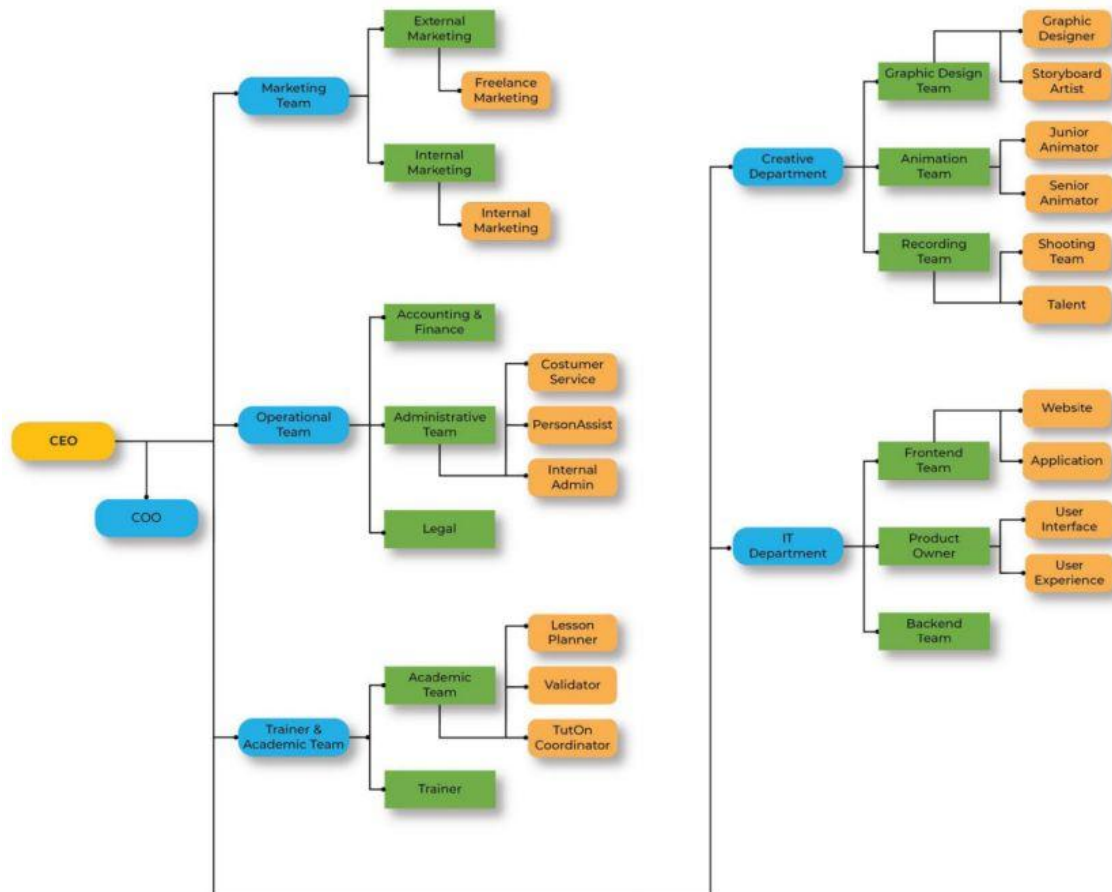 CEO
COO
Marketing
Team
External
Marketing
Freelance
Marketing
Internal
Marketing
Internal
Marketing
Operational
Team
Accounting &
Finance
Administrative
Team
Costumer
Service
PersonAssist
Internal
Admin
Legal
Trainer &
Academic Team
Academic
Team
Lesson
Planner
Validator
TutOn
Coordinator
Trainer
Creative
Department
Graphic Design
Team
Graphic
Designer
Storyboard
Artist
Animation
Team
Junior
Animator
Senior
Animator
Recording
Team
Shooting
Team
Talent
IT
Department
Frontend
Team
Website
Application
Product
Owner
User
Interface
User
Experience
Backend
Team